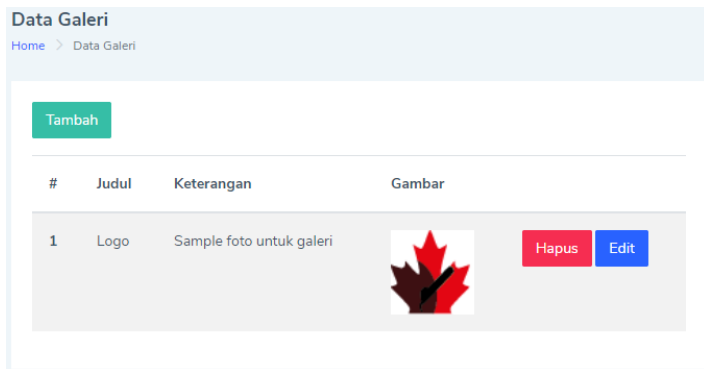 Data Galeri
Home > Data Galeri
Tambah
# Judul Keterangan Gambar
1 Logo Sample foto untuk galeri Hapus Edit